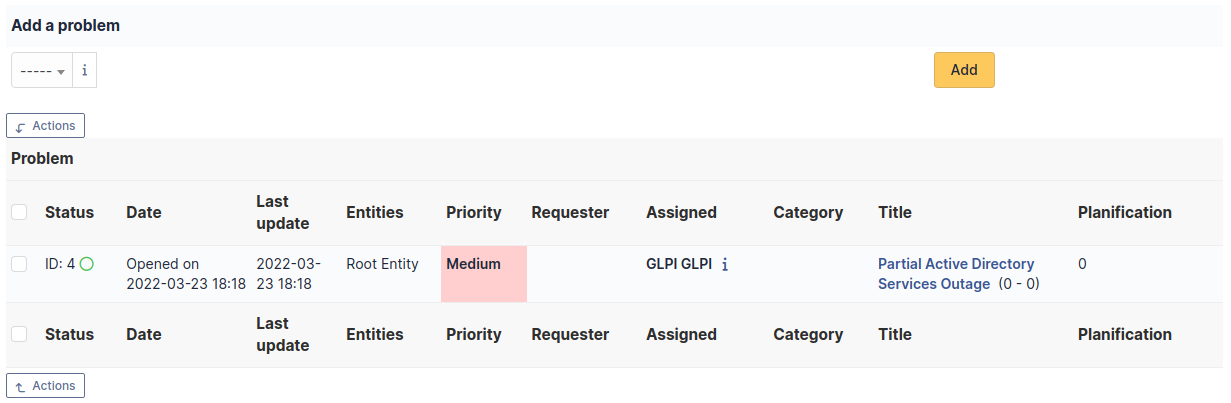 Add a problem
-----
i
Add
Actions
Problem
Status Date Last update Entities Priority Requester Assigned Category Title Planification
ID: 4 Opened on 2022-03-23 18:18 2022-03-23 18:18 Root Entity Medium GLPI GLPI i Partial Active Directory Services Outage (0 - 0) 0
Status Date Last update Entities Priority Requester Assigned Category Title Planification
Actions